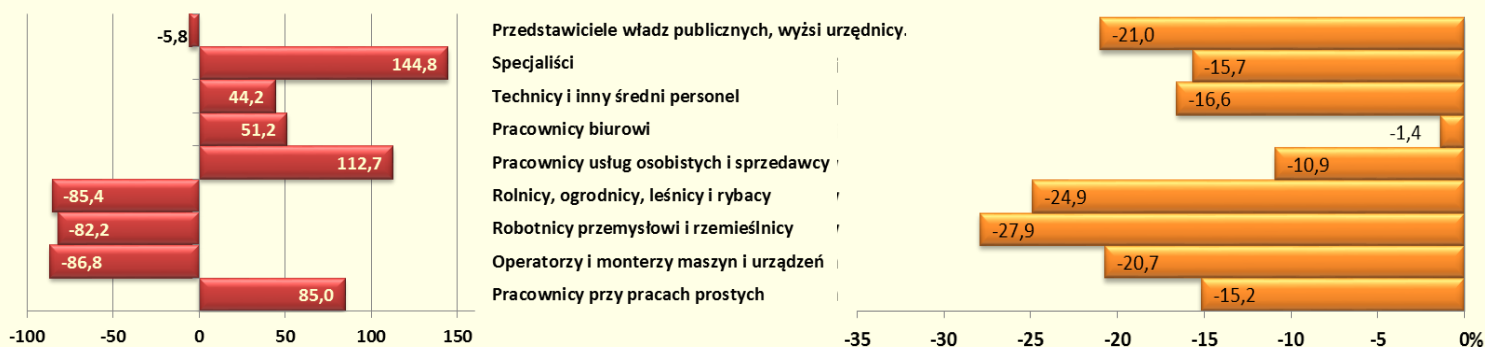 -5,8 Przedstawiciele władz publicznych, wyżsi urzędnicy. -21,0
144,8 Specjaliści -15,7
44,2 Technicy i inny średni personel -16,6
51,2 Pracownicy biurowi -1,4
112,7 Pracownicy usług osobistych i sprzedawcy -10,9
-85,4 Rolnicy, ogrodnicy, leśnicy i rybacy -24,9
-82,2 Robotnicy przemysłowi i rzemieślnicy -27,9
-86,8 Operatorzy i monterzy maszyn i urządzeń -20,7
85,0 Pracownicy przy pracach prostych -15,2
-100 -50 0 50 100 150 -35 -30 -25 -20 -15 -10 -5 0%